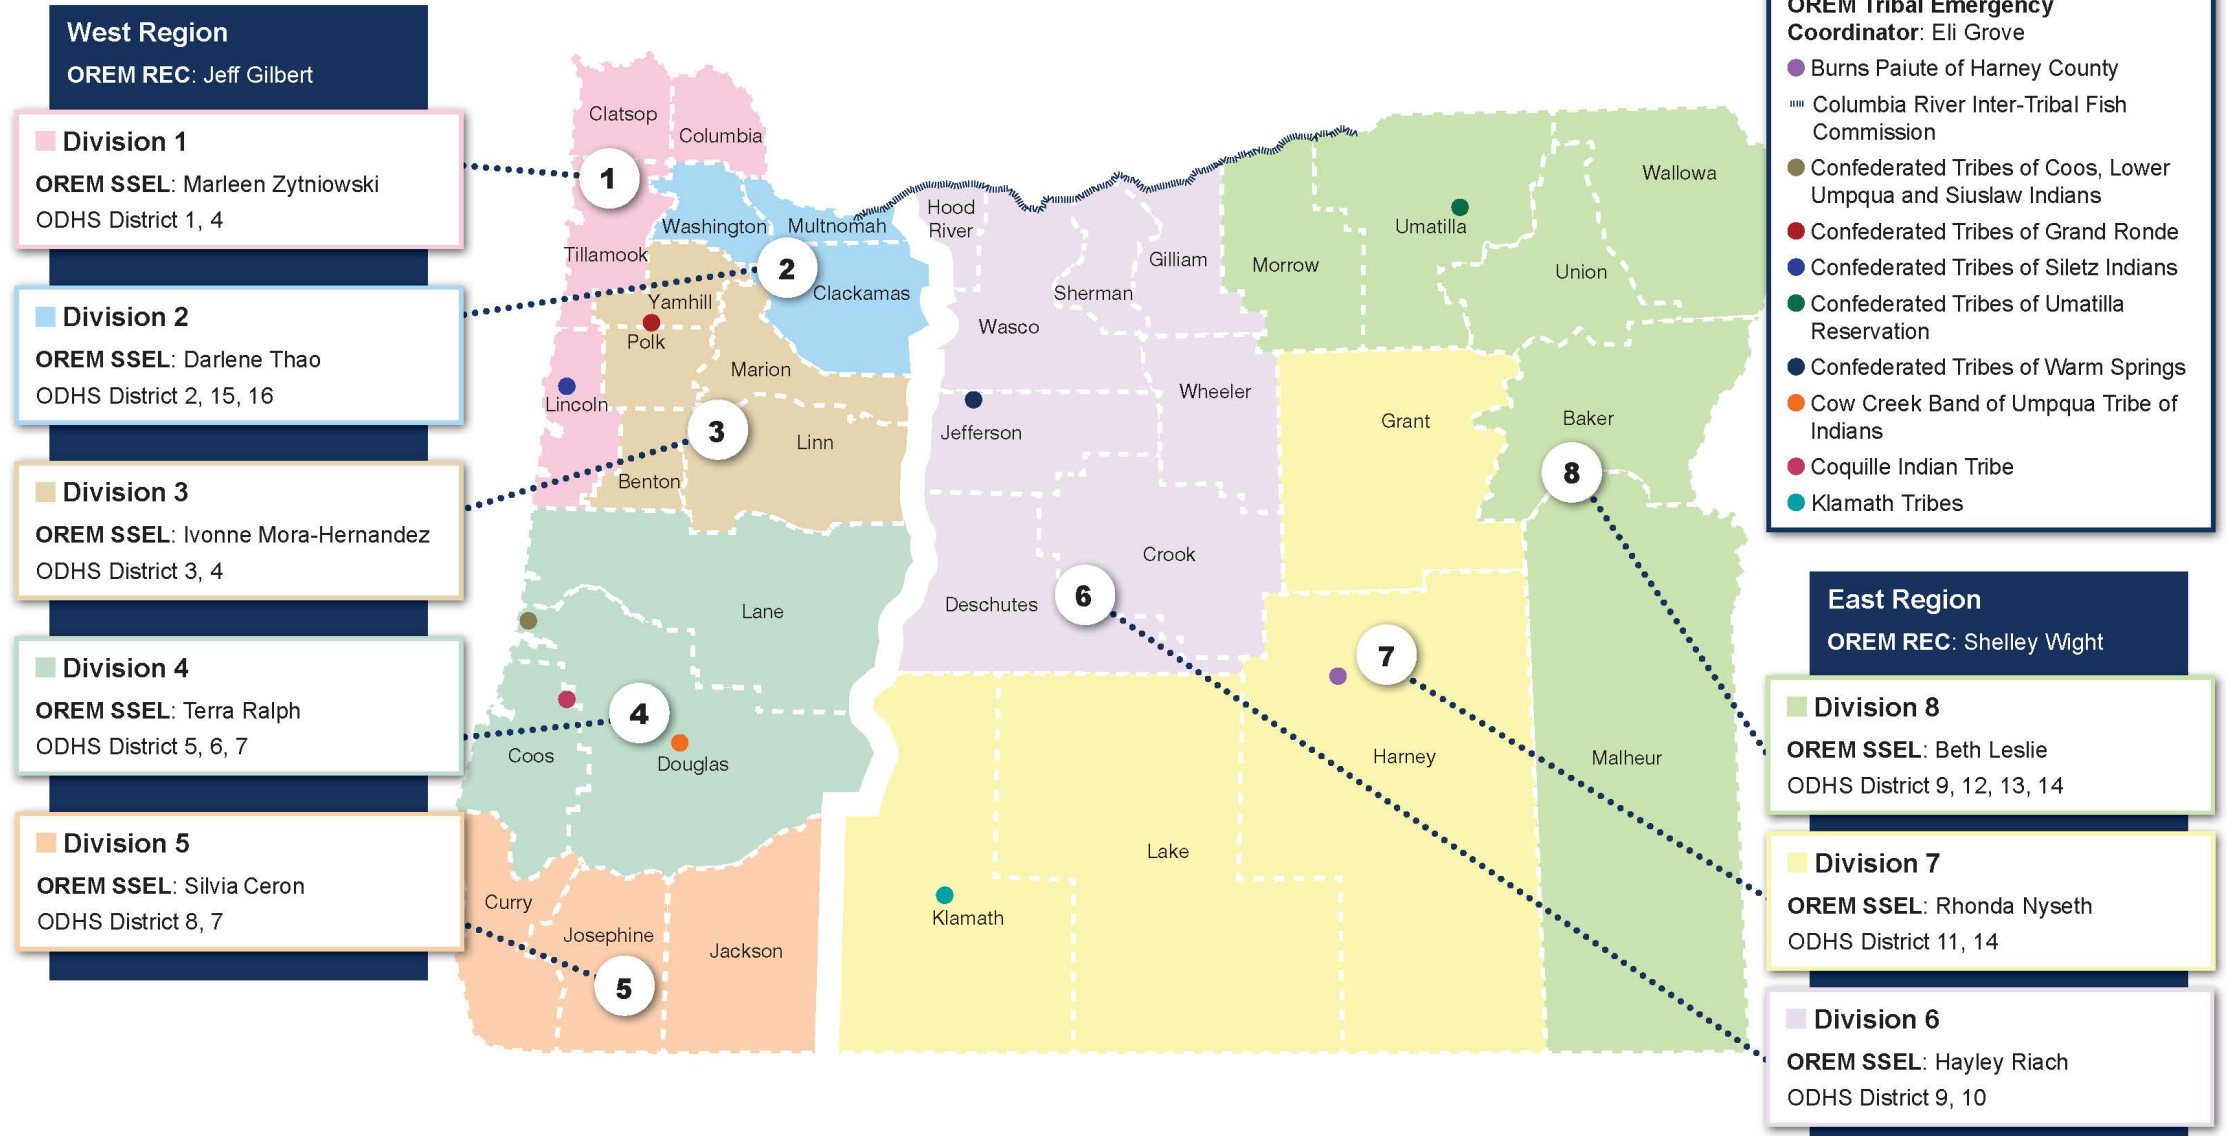 West Region
OREM REC: Jeff Gilbert
Division 1
OREM SSEL: Marleen Zytniowski
ODHS District 1, 4
Division 2
OREM SSEL: Darlene Thao
ODHS District 2, 15, 16
Division 3
OREM SSEL: Ivonne Mora-Hernandez
ODHS District 3, 4
Division 4
OREM SSEL: Terra Ralph
ODHS District 5, 6, 7
Division 5
OREM SSEL: Silvia Ceron
ODHS District 8, 7
Clatsop
Columbia
1
Tillamook
Washington
Multnomah
2
Clackamas
Yamhill
Polk
Marion
Lincoln
3
Linn
Benton
Lane
4
Coos
Douglas
Curry
Josephine
Jackson
5
Hood
River
Wasco
Sherman
Gilliam
Jefferson
Wheeler
Crook
Deschutes
6
Morrow
Umatilla
Union
Wallowa
Grant
Baker
8
7
Harney
Malheur
Lake
Klamath
OREM Tribal Emergency
Coordinator: Eli Grove
Burns Paiute of Harney County
Columbia River Inter-Tribal Fish
Commission
Confederated Tribes of Coos, Lower
Umpqua and Siuslaw Indians
Confederated Tribes of Grand Ronde
Confederated Tribes of Siletz Indians
Confederated Tribes of Umatilla
Reservation
Confederated Tribes of Warm Springs
Cow Creek Band of Umpqua Tribe of
Indians
Coquille Indian Tribe
Klamath Tribes
East Region
OREM REC: Shelley Wight
Division 8
OREM SSEL: Beth Leslie
ODHS District 9, 12, 13, 14
Division 7
OREM SSEL: Rhonda Nyseth
ODHS District 11, 14
Division 6
OREM SSEL: Hayley Riach
ODHS District 9, 10